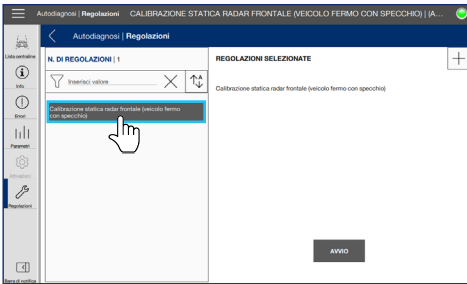 Autodiagnosi | Regolazioni CALIBRAZIONE STATICA RADAR FRONTALE (VEICOLO FERMO CON SPECCHIO) | (A...
Autodiagnosi | Regolazioni
Lista centraline
Info
Errori
Parametri
Attivazioni
Regolazioni
Barra di notifica
N. DI REGOLAZIONI | 1
Inserisci valore
Calibrazione statica radar frontale (veicolo fermo
con specchio)
REGOLAZIONI SELEZIONATE
Calibrazione statica radar frontale (veicolo fermo con specchio)
AVVIO